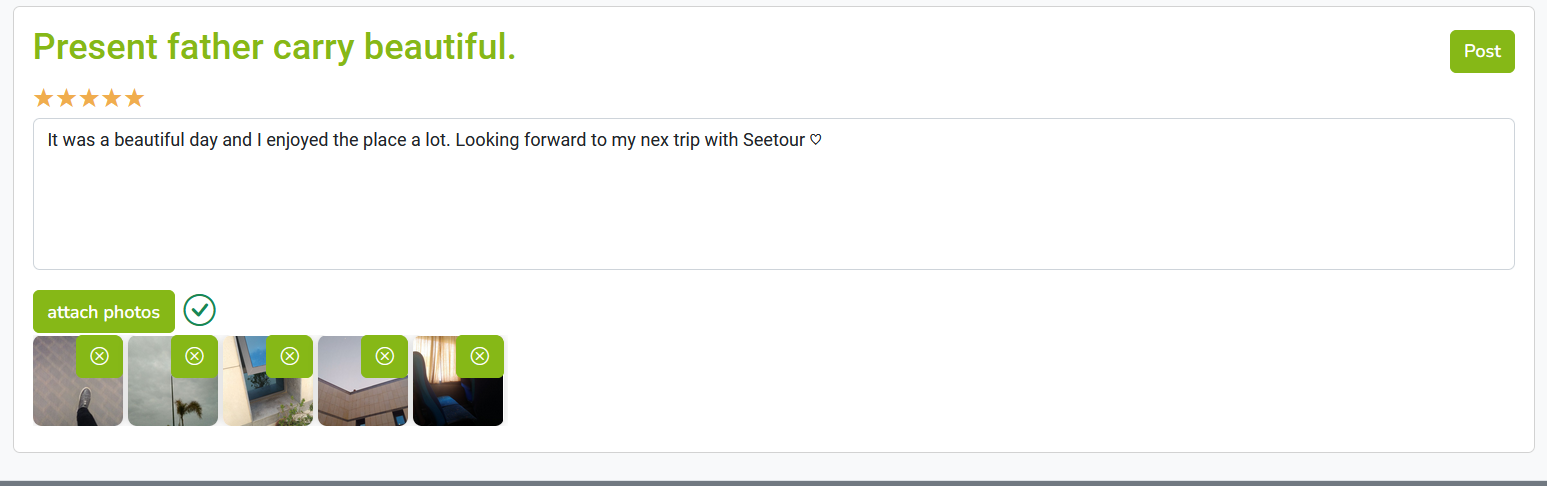 Present father carry beautiful.
Post
It was a beautiful day and I enjoyed the place a lot. Looking forward to my nex trip with Seetour ♡
attach photos